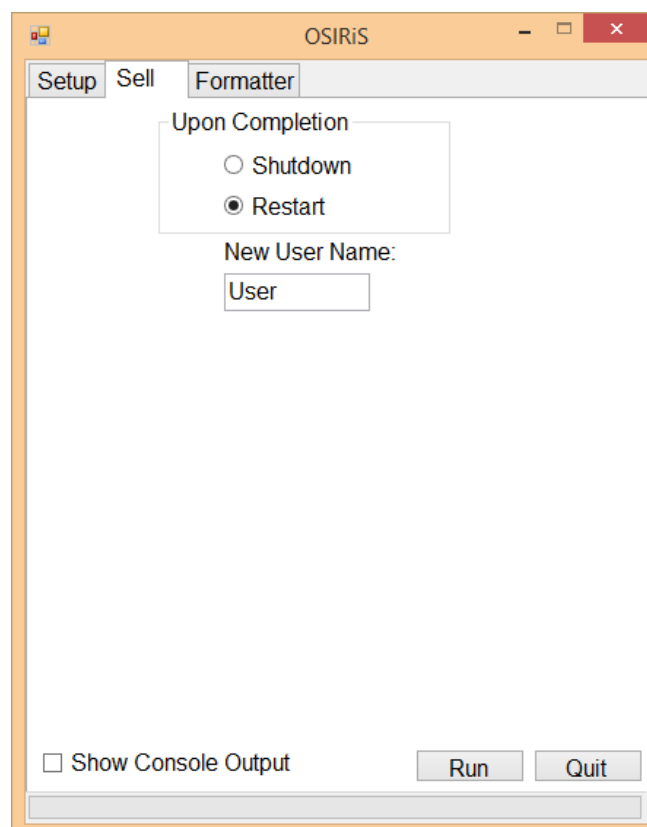 OSIRiS
Setup Sell Formatter
Upon Completion
Shutdown
Restart
New User Name:
User
Show Console Output Run Quit